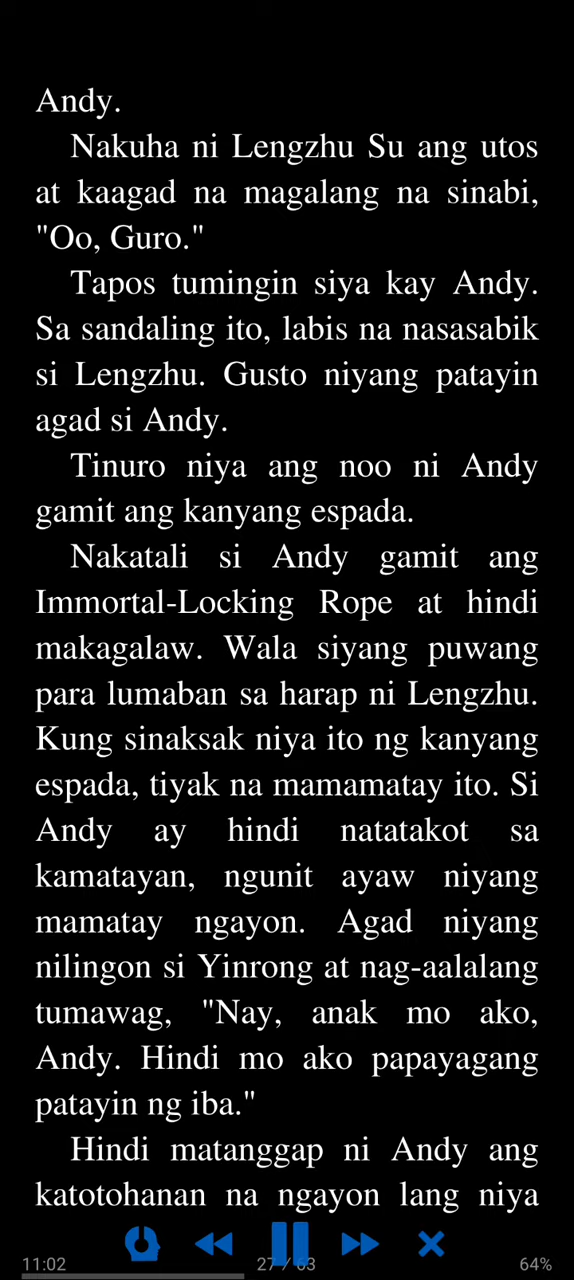 Andy.
Nakuha ni Lengzhu Su ang utos
at kaagad na magalang na sinabi,
"Oo, Guro."
Tapos tumingin siya kay Andy.
Sa sandaling ito, labis na nasasabik
si Lengzhu. Gusto niyang patayin
agad si Andy.
Tinuro niya ang noo ni Andy
gamit ang kanyang espada.
Nakatali si Andy gamit ang
Immortal-Locking Rope at hindi
makagalaw. Wala siyang puwang
para lumaban sa harap ni Lengzhu.
Kung sinaksak niya ito ng kanyang
espada, tiyak na mamamatay ito. Si
Andy ay hindi natatakot sa
kamatayan, ngunit ayaw niyang
mamatay ngayon. Agad niyang
nilingon si Yinrong at nag-aalalang
tumawag, "Nay, anak mo ako,
Andy. Hindi mo ako papayagang
patayin ng iba."
Hindi matanggap ni Andy ang
katotohanan na ngayon lang niya
11:02 27 / 63 64%